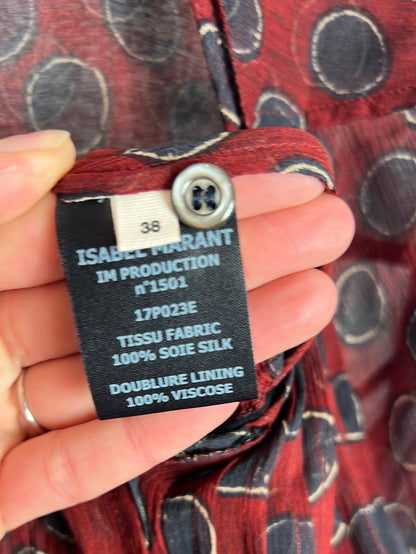 38
ISABEL MARANT
IM PRODUCTION
n°1501
17P023E
TISSU FABRIC
100% SOIE SILK
DOUBLURE LINING
100% VISCOSE